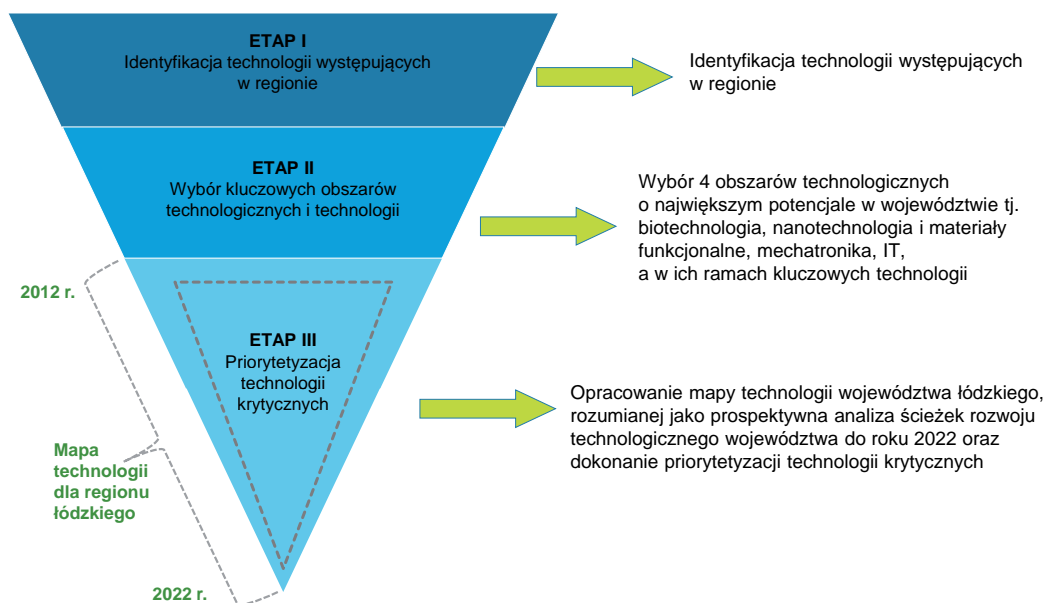 ETAP I
Identyfikacja technologii występujących
w regionie
Identyfikacja technologii występujących
w regionie
ETAP II
Wybór kluczowych obszarów
technologicznych i technologii
Wybór 4 obszarów technologicznych
o największym potencjale w województwie tj.
biotechnologia, nanotechnologia i materiały
funkcjonalne, mechatronika, IT,
a w ich ramach kluczowych technologii
2012 r.
ETAP III
Priorytetyzacja
technologii
krytycznych
Opracowanie mapy technologii województwa łódzkiego,
rozumianej jako prospektywna analiza ścieżek rozwoju
technologicznego województwa do roku 2022 oraz
dokonanie priorytetyzacji technologii krytycznych
Mapa
technologii
dla regionu
łódzkiego
2022 r.